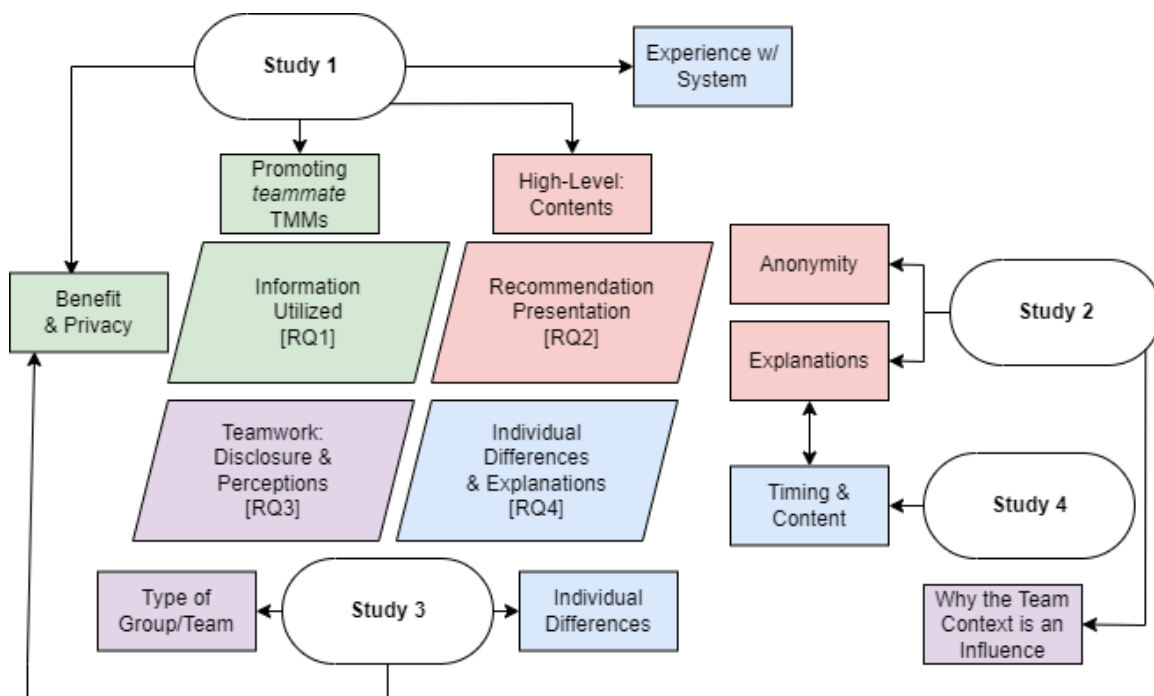 Study 1
Experience w/
System
Promoting
teammate
TMMs
High-Level:
Contents
Information
Utilized
[RQ1]
Recommendation
Presentation
[RQ2]
Anonymity
Benefit
& Privacy
Study 2
Explanations
Teamwork:
Disclosure &
Perceptions
[RQ3]
Individual
Differences
& Explanations
[RQ4]
Timing &
Content
Study 4
Type of
Group/Team
Study 3
Individual
Differences
Why the Team
Context is an
Influence